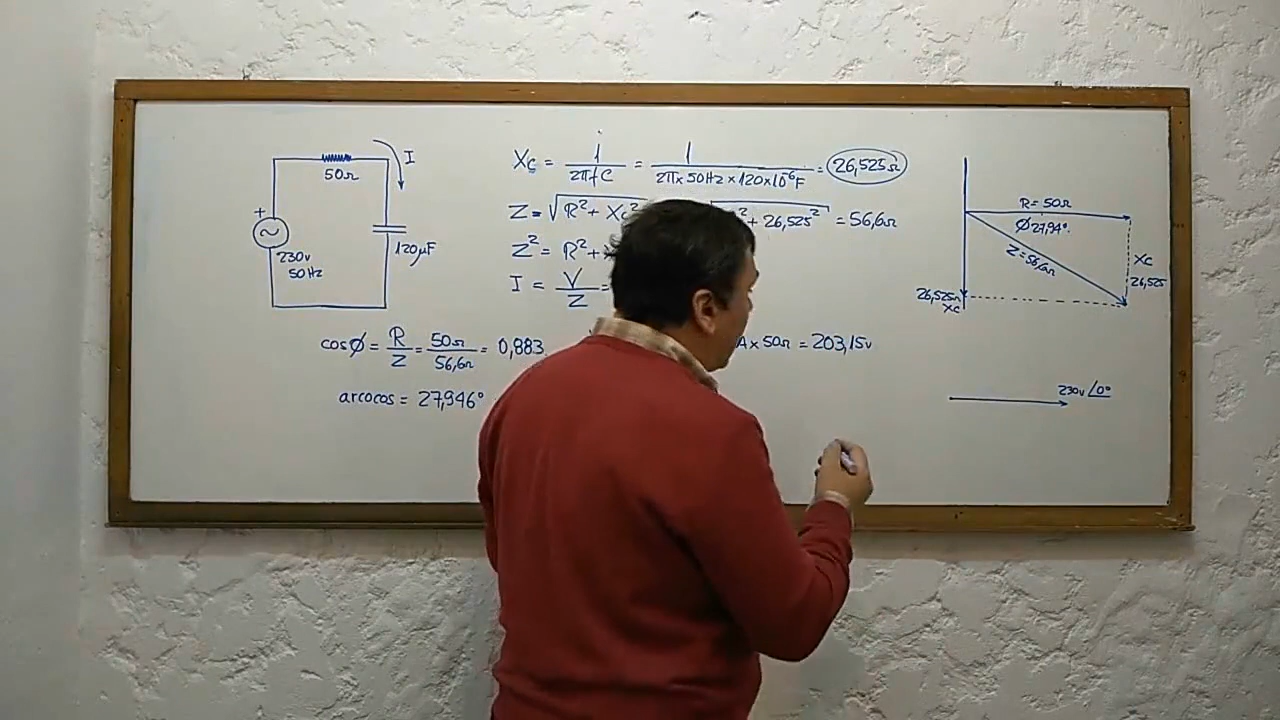 50Ω
I
+
230v
50Hz
120µF
Xc = 1 / 2πfC = 1 / 2π x 50Hz x 120x10⁻⁶F = 26,525Ω
Z = √R² + Xc² ² + 26,525² = 56,6Ω
Z² = R² +
I = V / Z =
cosØ = R / Z = 50Ω / 56,6Ω = 0,883
A x 50Ω = 203,15v
arcocos = 27,946°
R = 50Ω
Ø 27,94°
Z = 56,6Ω
Xc
26,525
26,525Ω
Xc
230v ∠0°